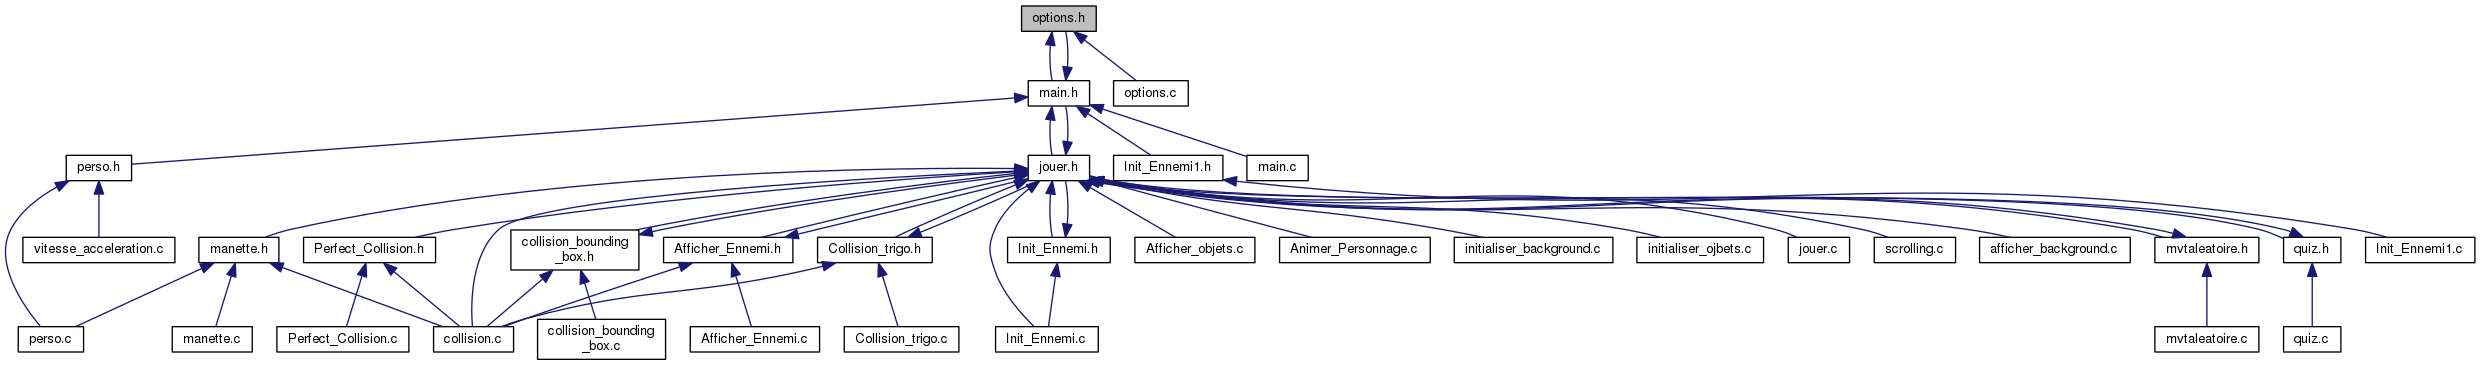 options.h
main.h
options.c
perso.h
jouer.h
Init_Ennemi1.h
main.c
vitesse_acceleration.c
manette.h
Perfect_Collision.h
collision_bounding
_box.h
Afficher_Ennemi.h
Collision_trigo.h
Init_Ennemi.h
Afficher_objets.c
Animer_Personnage.c
initialiser_background.c
initialiser_ojbets.c
jouer.c
scrolling.c
afficher_background.c
mvtaleatoire.h
quiz.h
Init_Ennemi1.c
perso.c
manette.c
Perfect_Collision.c
collision.c
collision_bounding
_box.c
Afficher_Ennemi.c
Collision_trigo.c
Init_Ennemi.c
mvtaleatoire.c
quiz.c